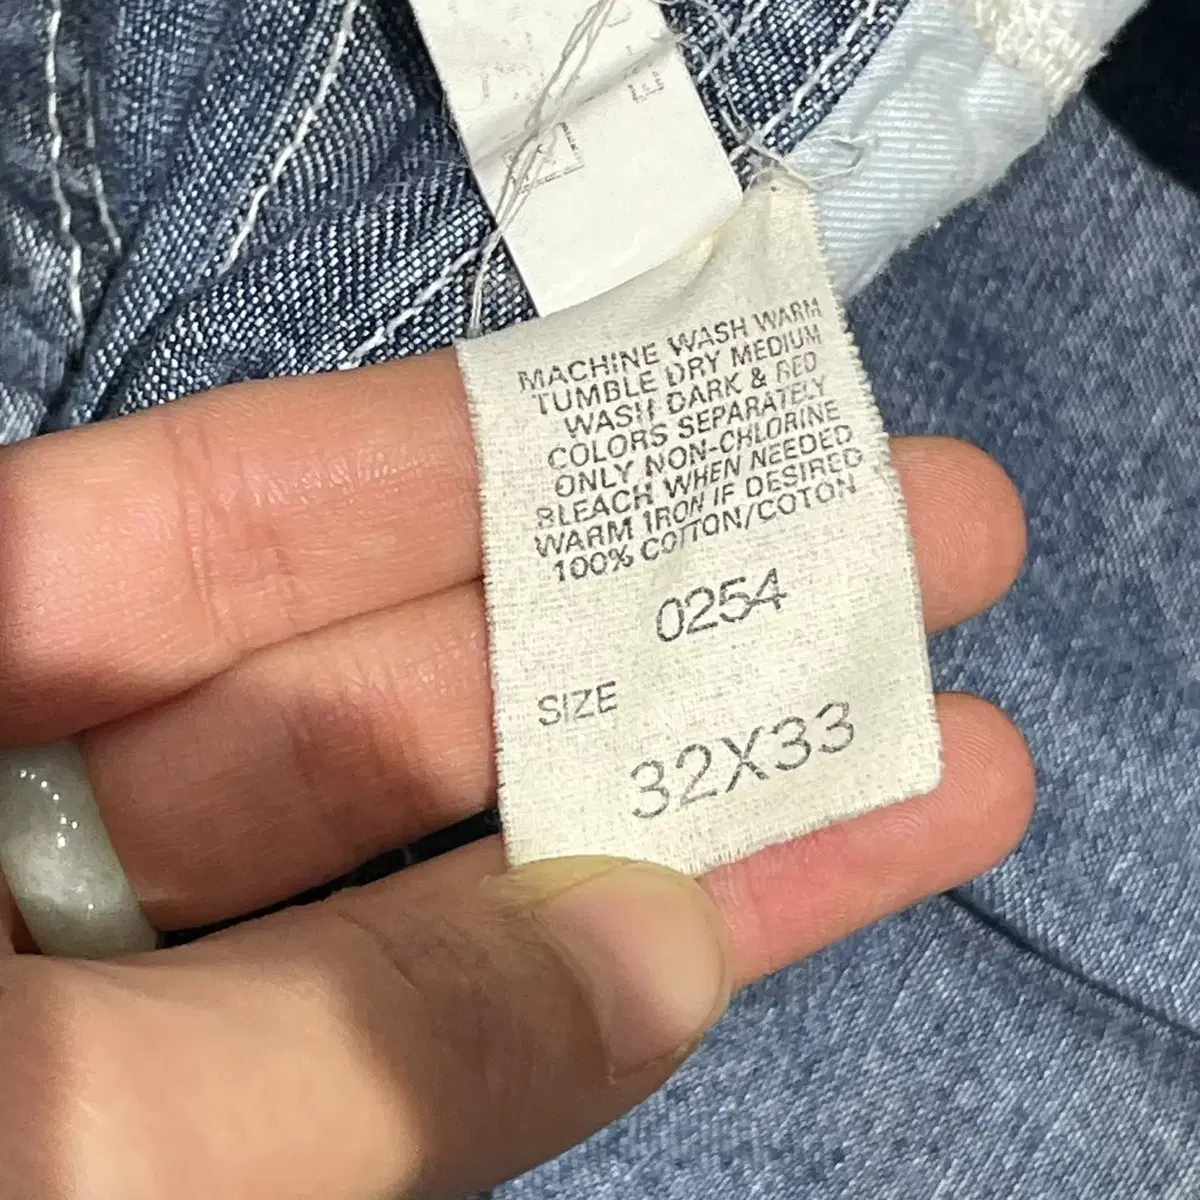 MACHINE WASH WARM
TUMBLE DRY MEDIUM
WASH DARK & RED
COLORS SEPARATELY
ONLY NON-CHLORINE
BLEACH WHEN NEEDED
WARM IRON IF DESIRED
100% COTTON/COTON
0254
SIZE
32X33